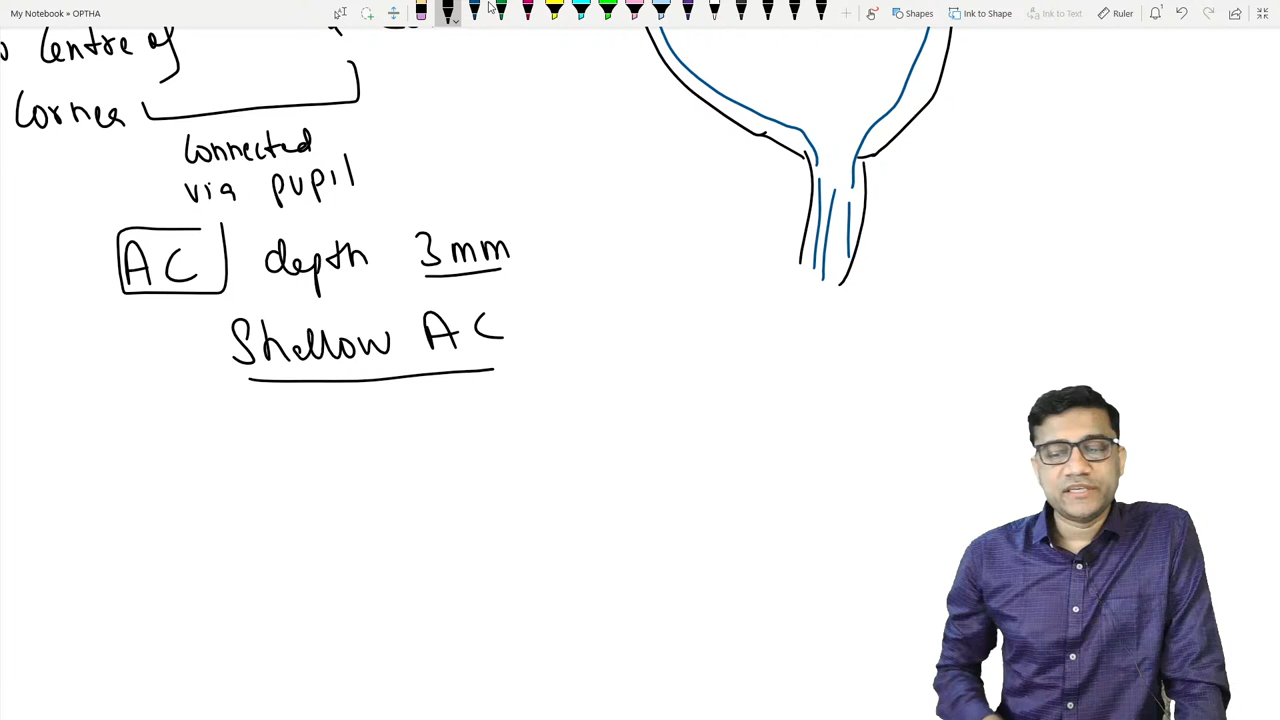 My Notebook » OPTHA
Shapes
Ink to Shape
Ink to Text
Ruler
Centre of
Cornea
Connected
via pupil
AC depth 3mm
Shallow AC